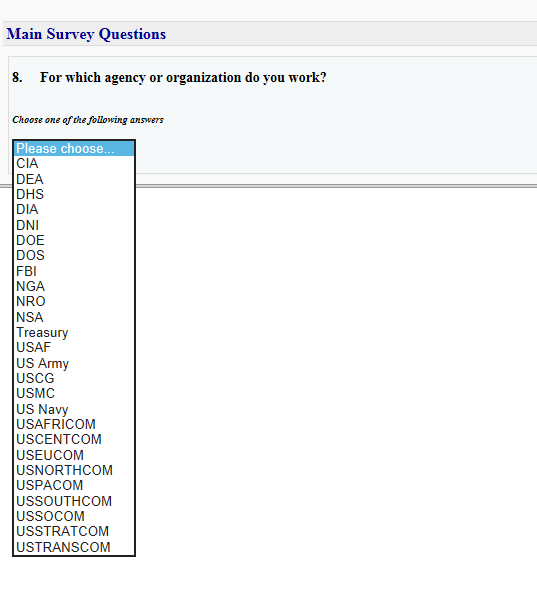 Main Survey Questions
8. For which agency or organization do you work?
Choose one of the following answers
Please choose...
CIA
DEA
DHS
DIA
DNI
DOE
DOS
FBI
NGA
NRO
NSA
Treasury
USAF
US Army
USCG
USMC
US Navy
USAFRICOM
USCENTCOM
USEUCOM
USNORTHCOM
USPACOM
USSOUTHCOM
USSOCOM
USSTRATCOM
USTRANSCOM